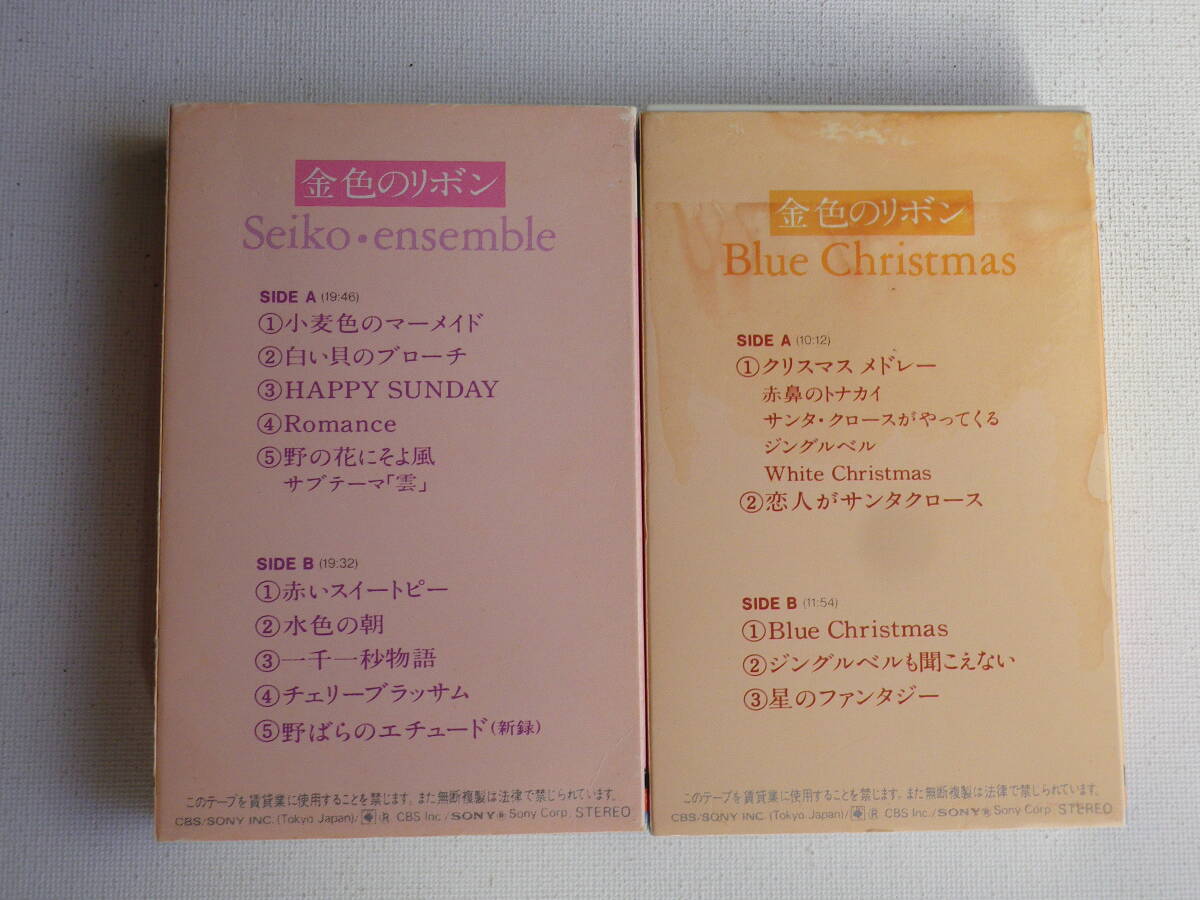 金色のリボン
Seiko・ensemble
SIDE A (19:46)
①小麦色のマーメイド
②白い貝のブローチ
③HAPPY SUNDAY
④Romance
⑤野の花にそよ風
サブテーマ「雲」
SIDE B (19:32)
①赤いスイートピー
②水色の朝
③一千一秒物語
④チェリーブラッサム
⑤野ばらのエチュード(新録)
このテープを賃貸業に使用することを禁じます。また無断複製は法律で禁じられています。
CBS/SONY INC. (Tokyo Japan)/ ® CBS Inc./SONY® Sony Corp. STEREO
金色のリボン
Blue Christmas
SIDE A (10:12)
①クリスマス メドレー
赤鼻のトナカイ
サンタ・クロースがやってくる
ジングルベル
White Christmas
②恋人がサンタクロース
SIDE B (11:54)
①Blue Christmas
②ジングルベルも聞こえない
③星のファンタジー
このテープを賃貸業に使用することを禁じます。また無断複製は法律で禁じられています。
CBS/SONY INC. (Tokyo Japan)/ ® CBS Inc./SONY® Sony Corp. STEREO